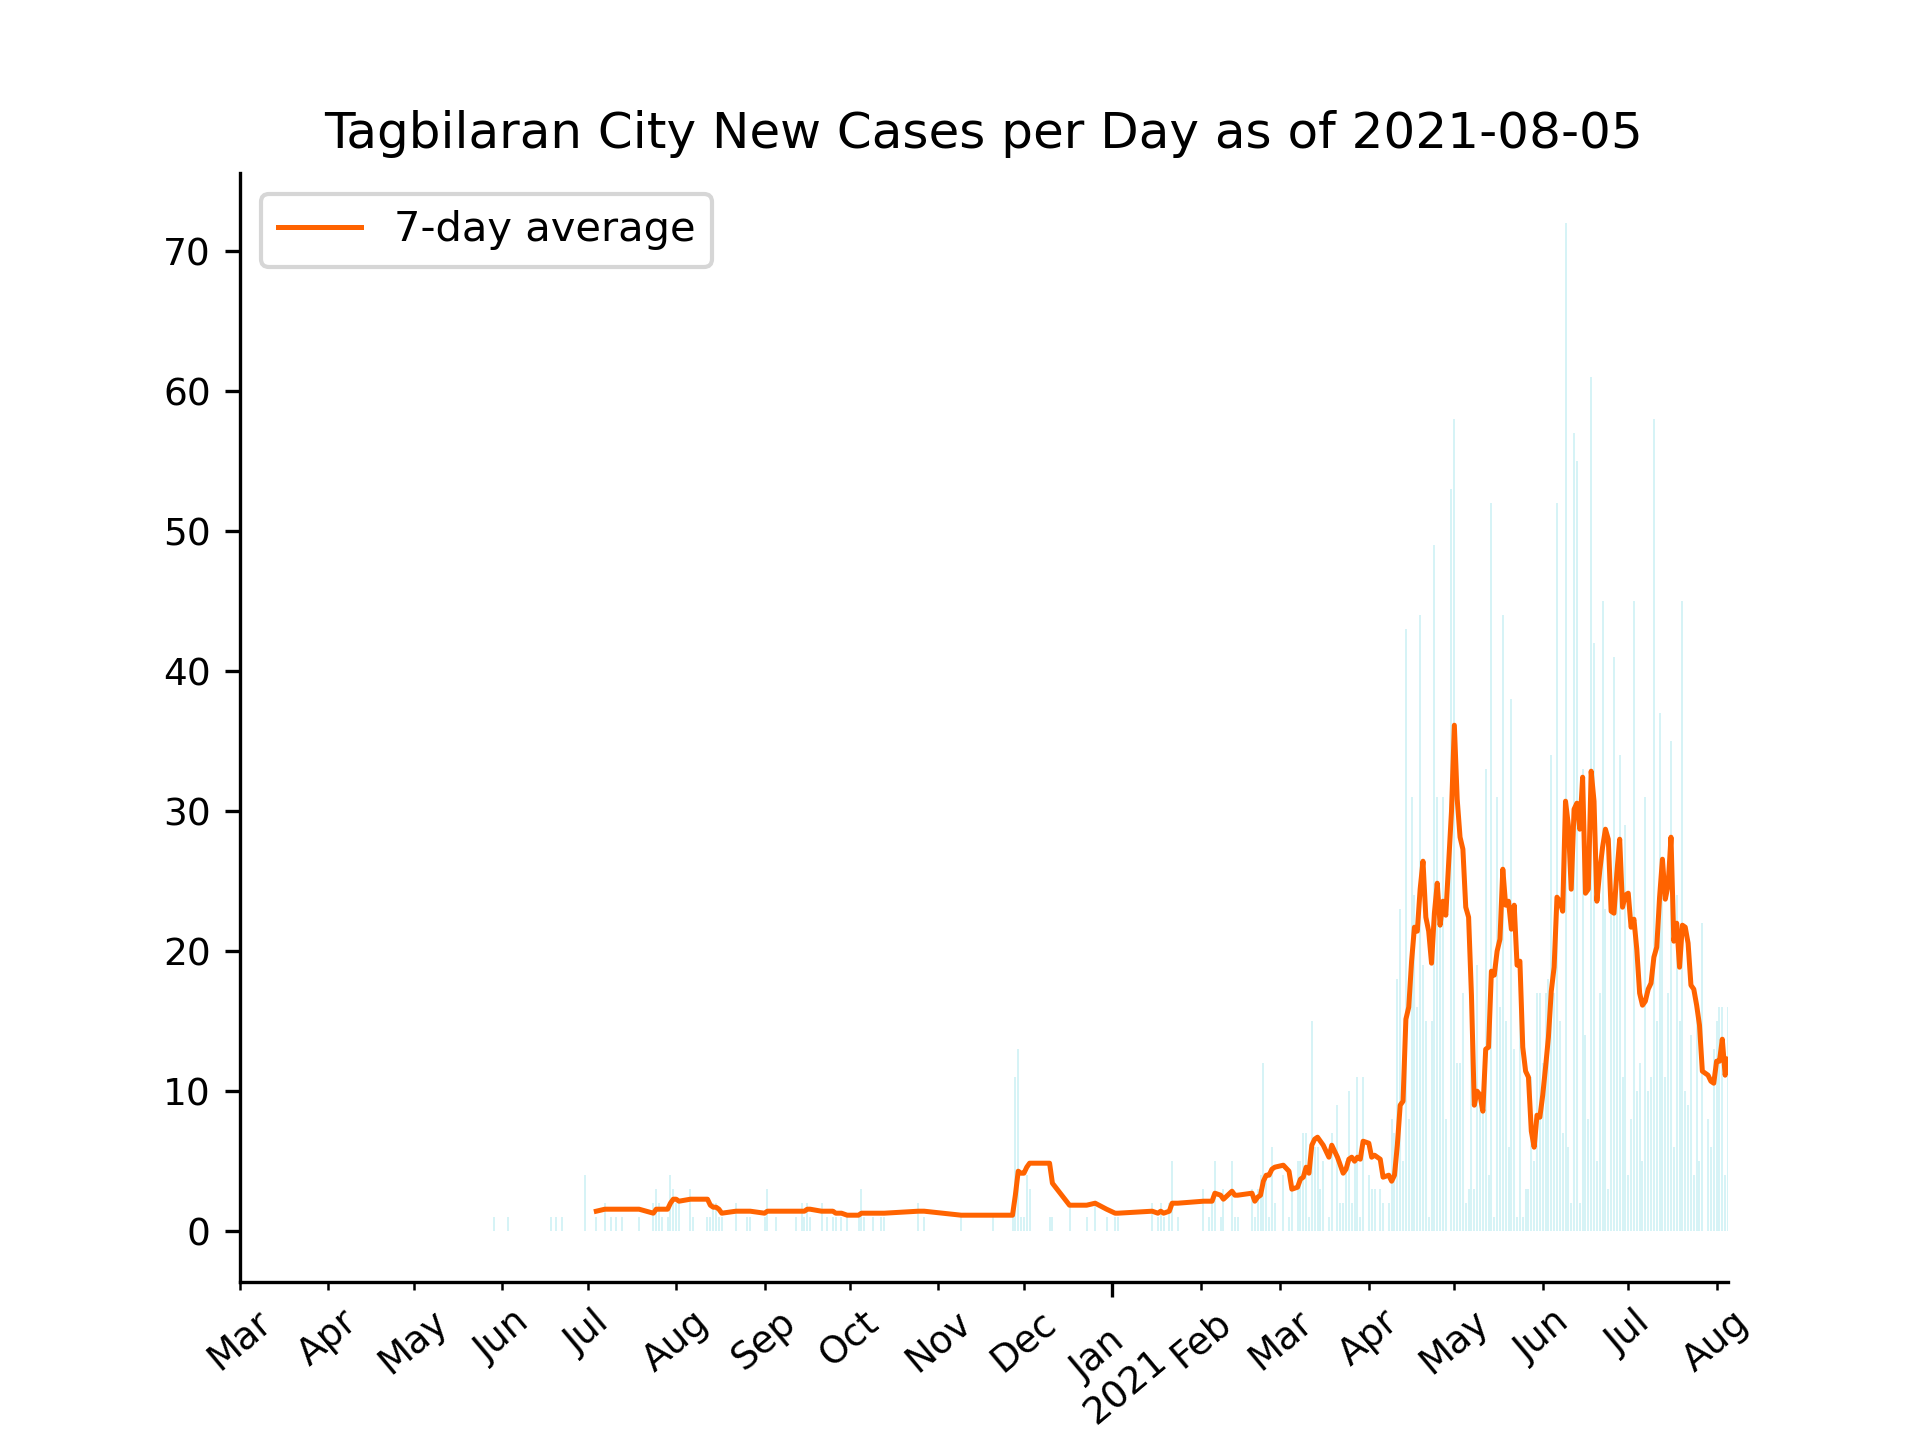 Tagbilaran City New Cases per Day as of 2021-08-05
7-day average
70
60
50
40
30
20
10
0
Mar
Apr
May
Jun
Jul
Aug
Sep
Oct
Nov
Dec
Jan
2021
Feb
Mar
Apr
May
Jun
Jul
Aug